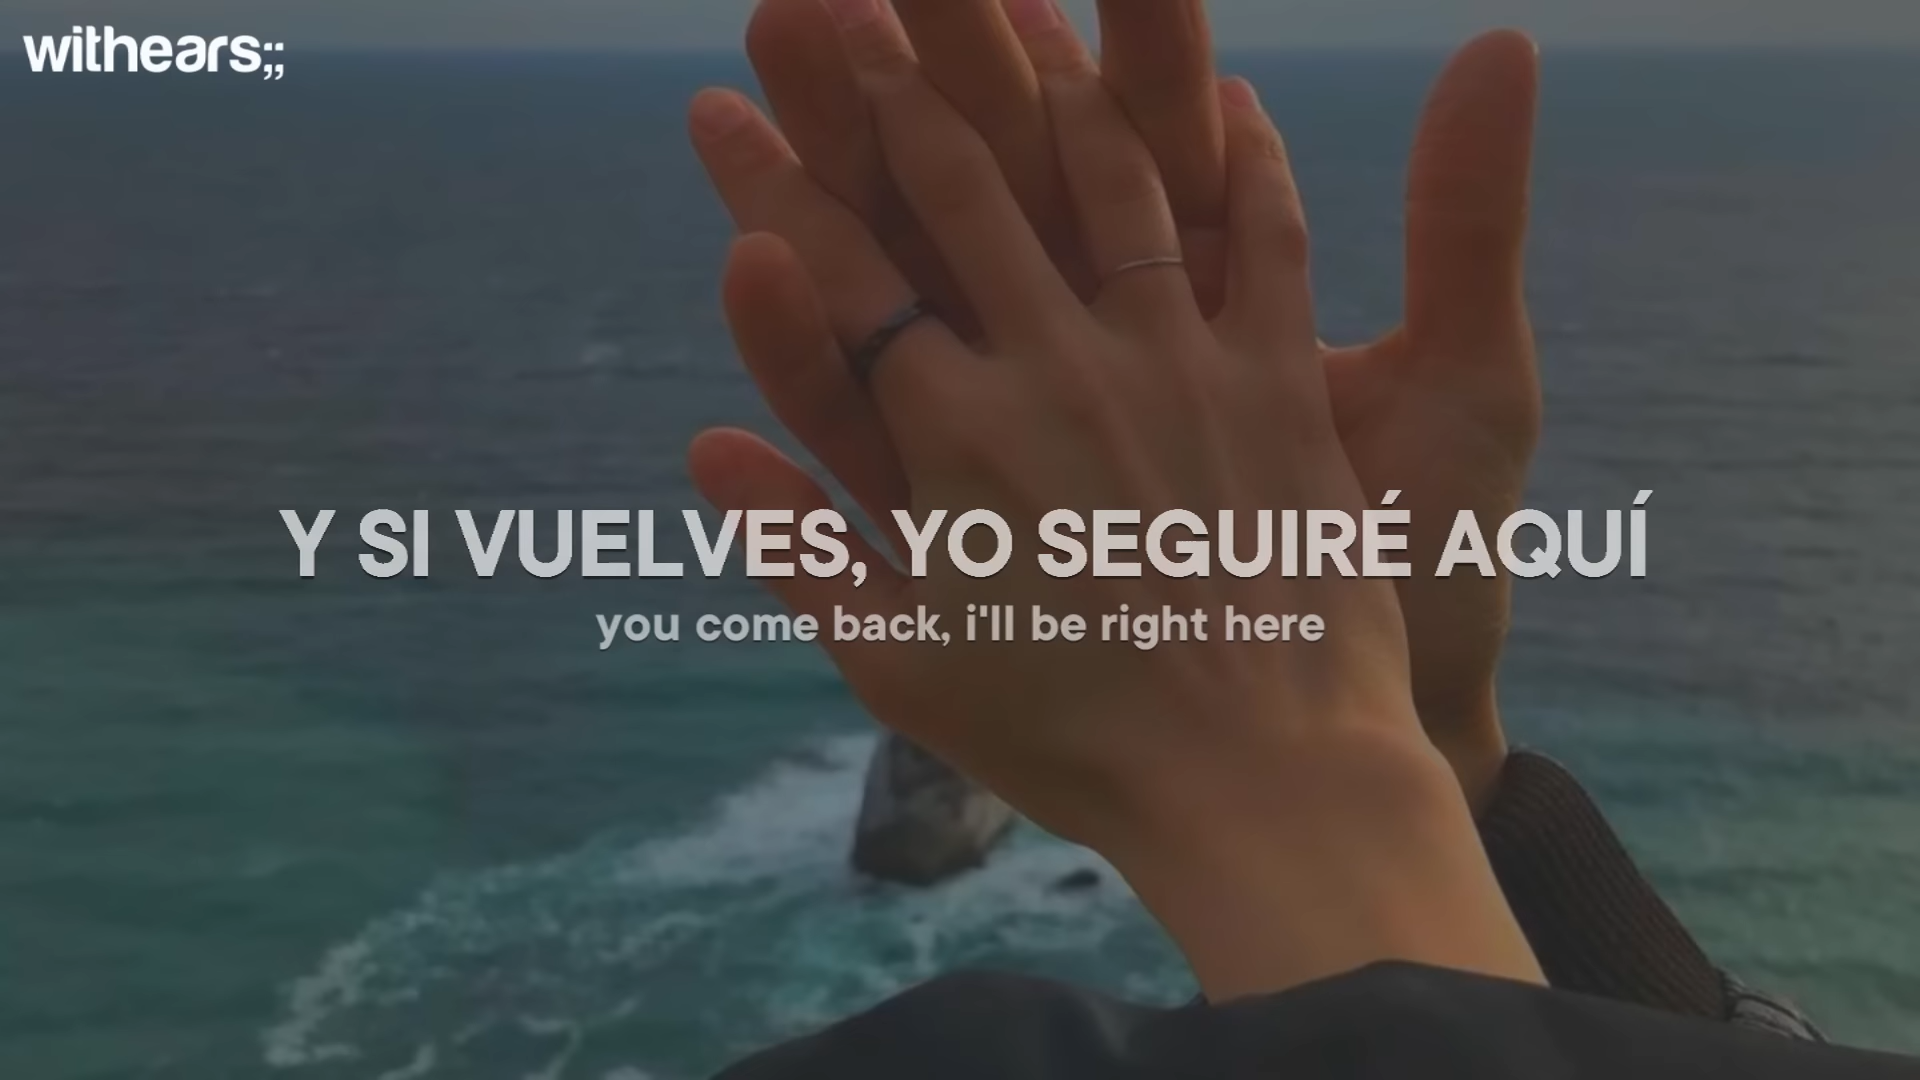 withears;;
Y SI VUELVES, YO SEGUIRÉ AQUÍ
you come back, i'll be right here